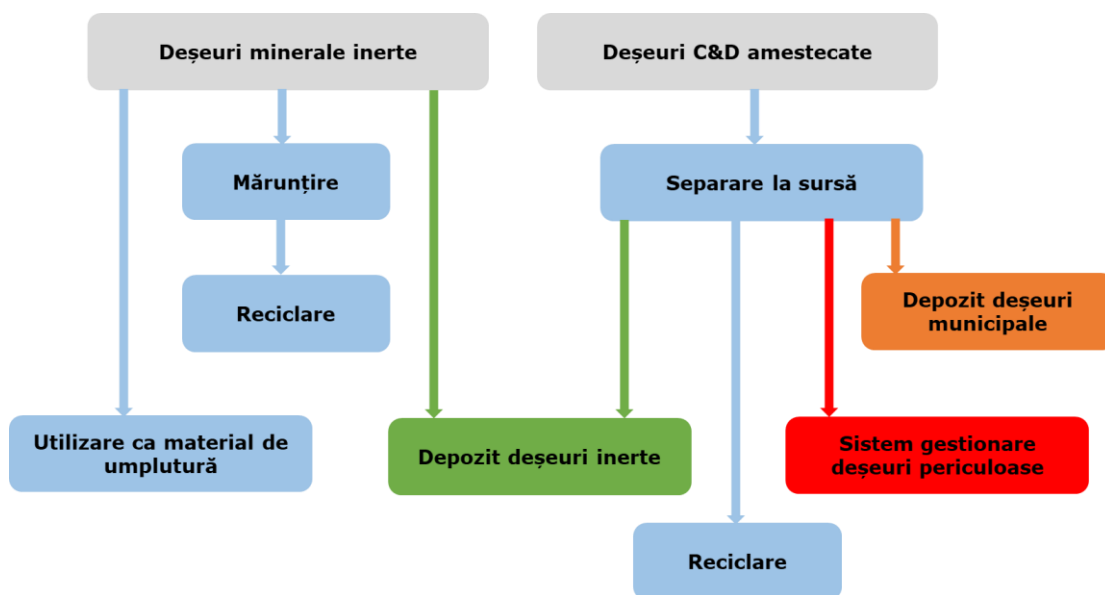 Deșeuri minerale inerte
Deșeuri C&D amestecate
Mărunțire
Separare la sursă
Reciclare
Depozit deșeuri
municipale
Utilizare ca material de
umplutură
Depozit deșeuri inerte
Sistem gestionare
deșeuri periculoase
Reciclare